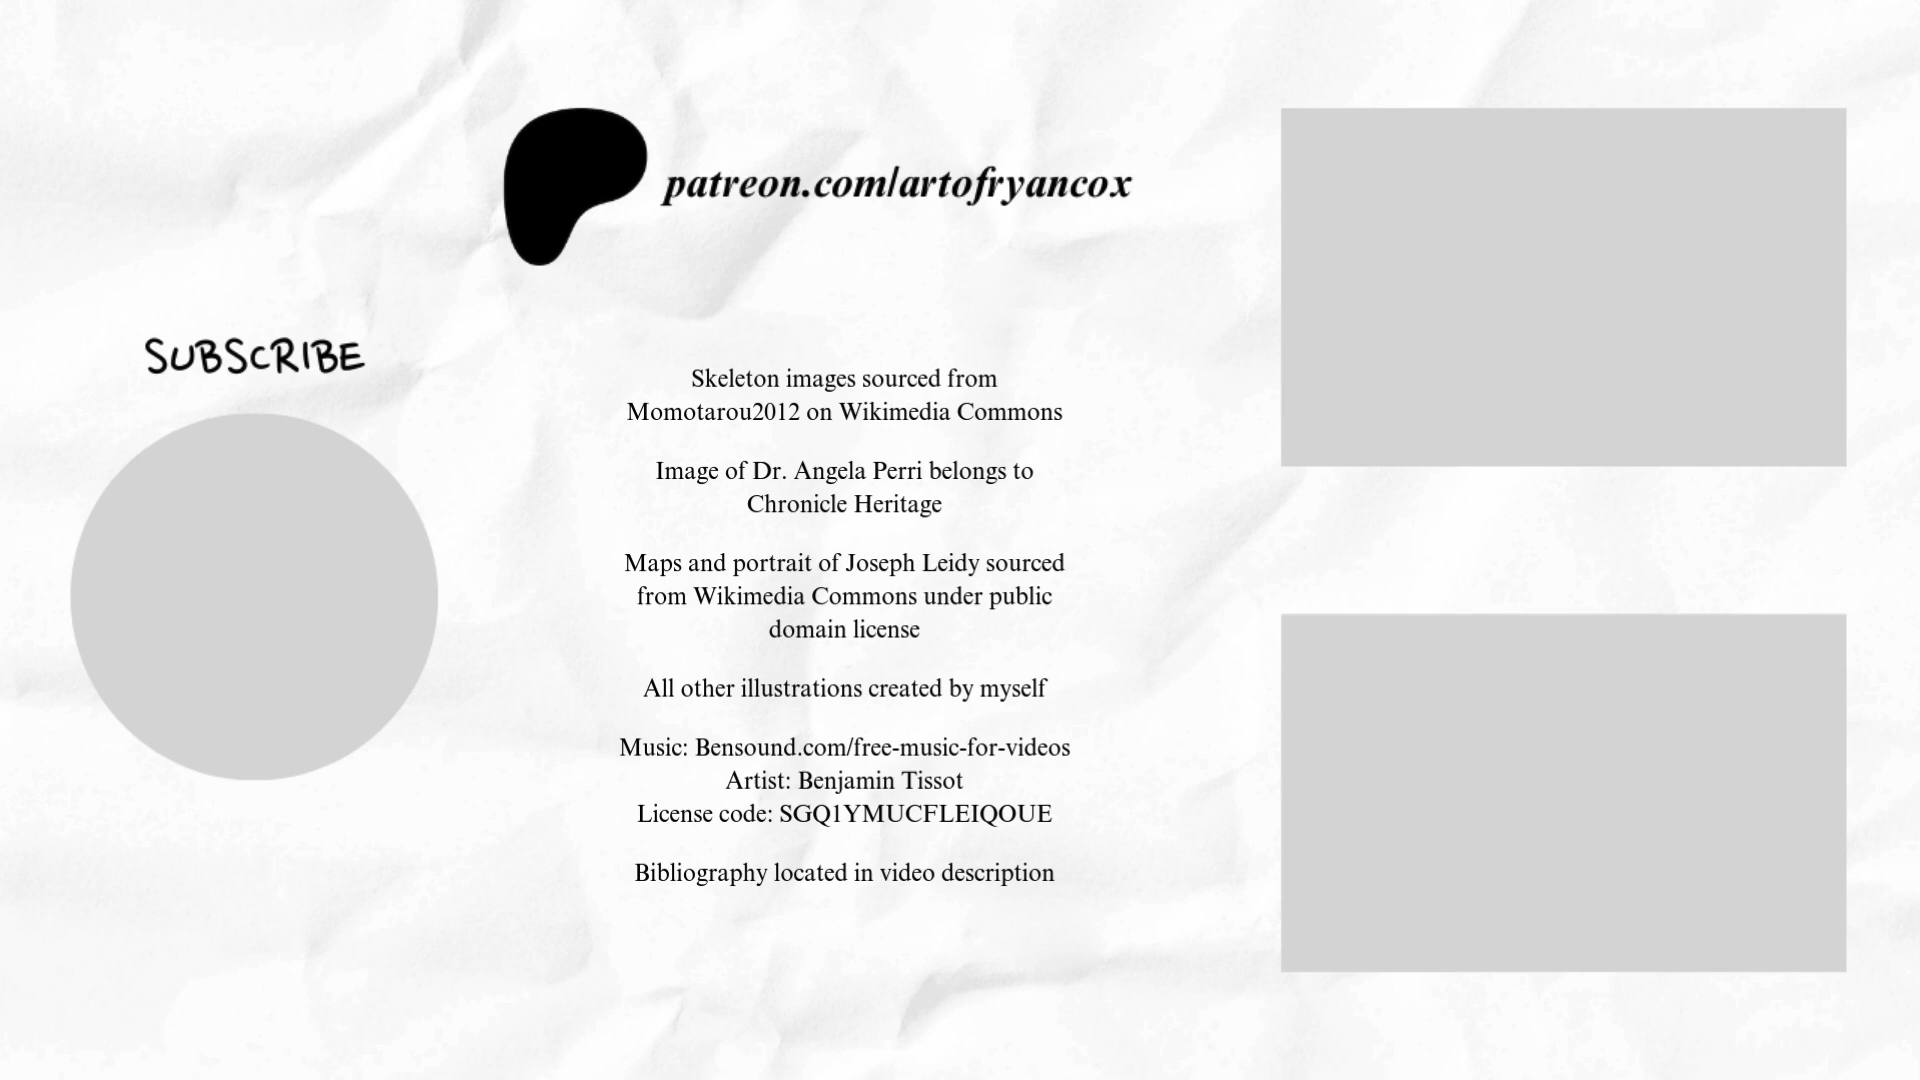 patreon.com/artofryancox
SUBSCRIBE
Skeleton images sourced from
Momotarou2012 on Wikimedia Commons
Image of Dr. Angela Perri belongs to
Chronicle Heritage
Maps and portrait of Joseph Leidy sourced
from Wikimedia Commons under public
domain license
All other illustrations created by myself
Music: Bensound.com/free-music-for-videos
Artist: Benjamin Tissot
License code: SGQ1YMUCFLEIQOUE
Bibliography located in video description